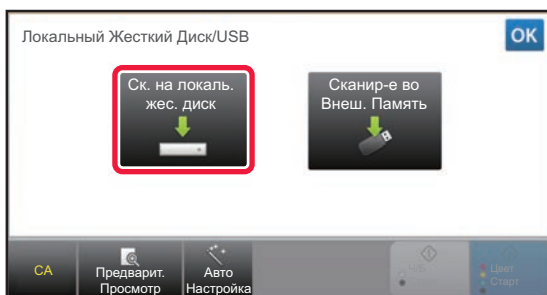 Локальный Жесткий Диск/USB
OK
Ск. на локаль.
жес. диск
Сканир-е во
Внеш. Память
CA
Предварит.
Просмотр
Авто
Настройка
Ч/Б
Старт
Цвет
Старт